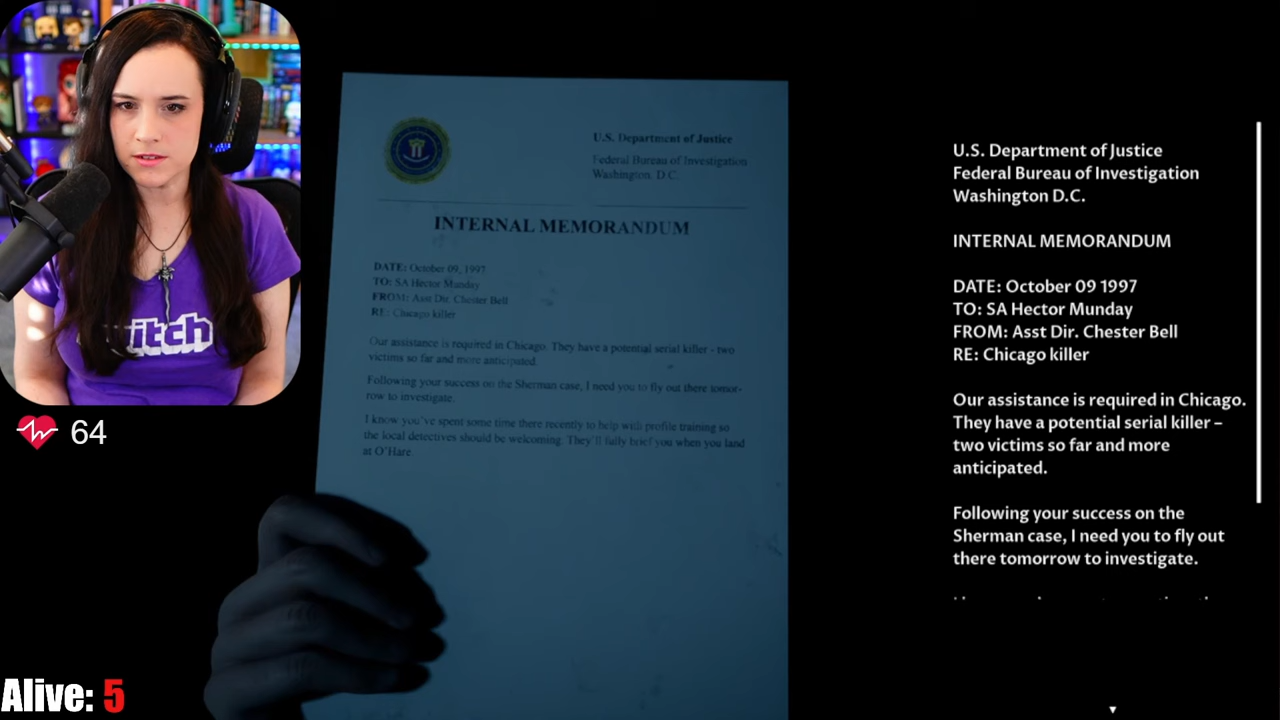 witch
64
Alive: 5
U.S. Department of Justice
Federal Bureau of Investigation
Washington, D.C.
INTERNAL MEMORANDUM
DATE: October 09, 1997
TO: SA Hector Munday
FROM: Asst Dir. Chester Bell
RE: Chicago killer
Our assistance is required in Chicago. They have a potential serial killer - two
victims so far and more anticipated.
Following your success on the Sherman case, I need you to fly out there tomor-
row to investigate.
I know you've spent some time there recently to help with profile training so
the local detectives should be welcoming. They'll fully brief you when you land
at O'Hare
U.S. Department of Justice
Federal Bureau of Investigation
Washington D.C.
INTERNAL MEMORANDUM
DATE: October 09 1997
TO: SA Hector Munday
FROM: Asst Dir. Chester Bell
RE: Chicago killer
Our assistance is required in Chicago.
They have a potential serial killer –
two victims so far and more
anticipated.
Following your success on the
Sherman case, I need you to fly out
there tomorrow to investigate.